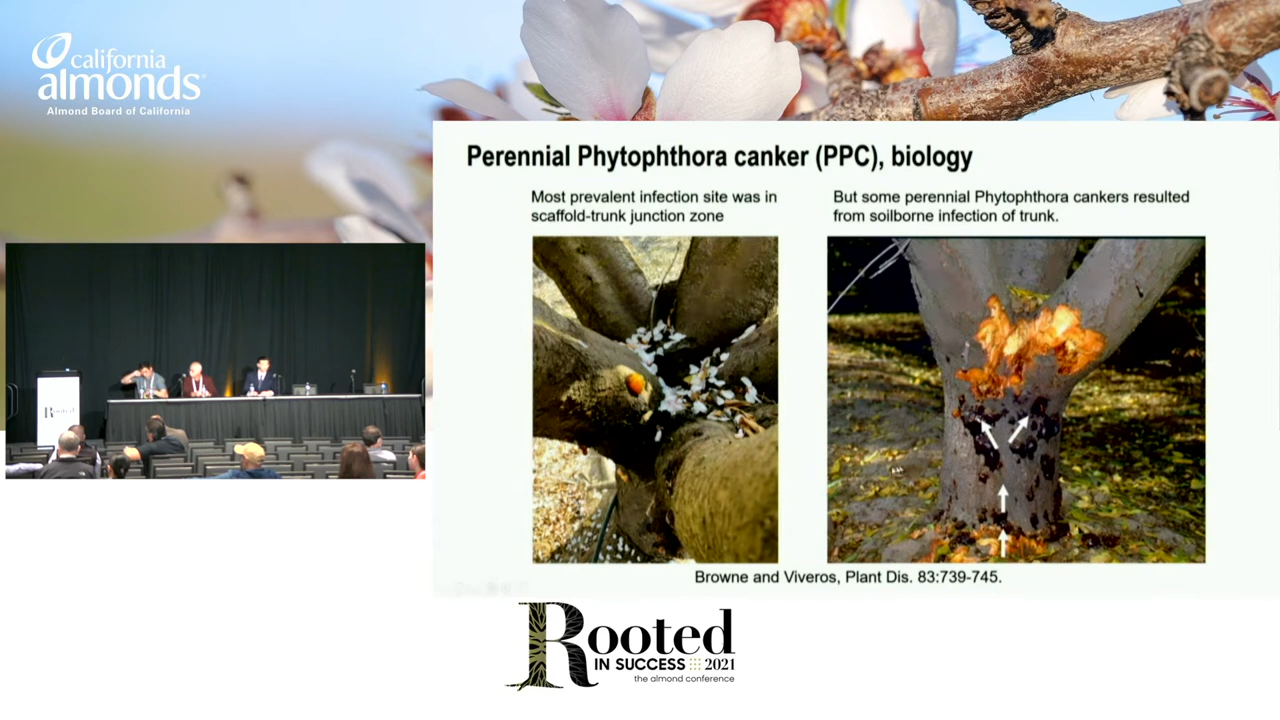 california
almonds
Almond Board of California
Perennial Phytophthora canker (PPC), biology
Most prevalent infection site was in
scaffold-trunk junction zone
But some perennial Phytophthora cankers resulted
from soilborne infection of trunk.
Browne and Viveros, Plant Dis. 83:739-745.
Rooted
Rooted
IN SUCCESS 2021
the almond conference